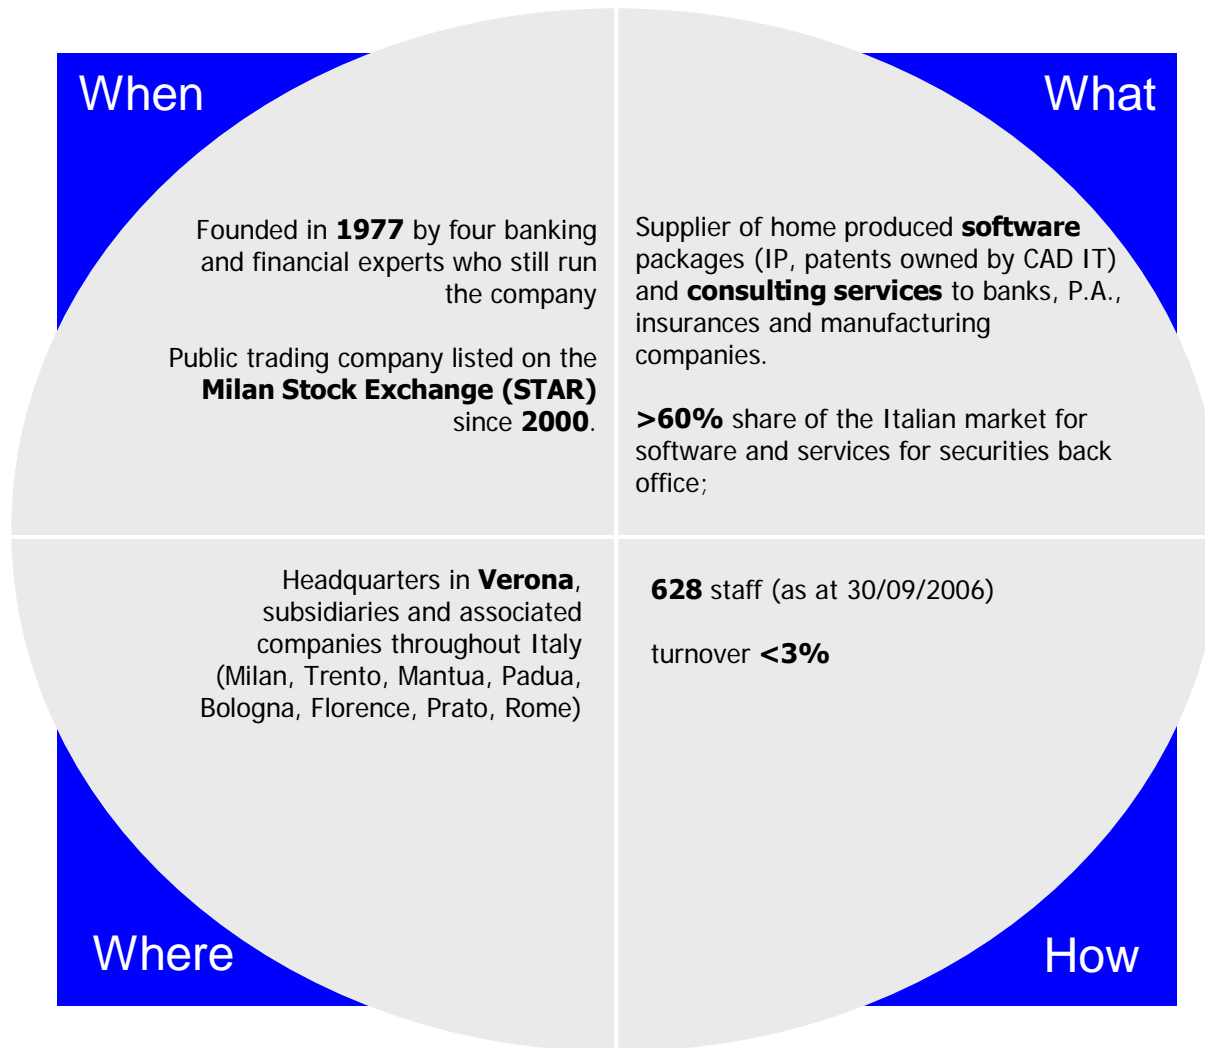 When
Founded in 1977 by four banking
and financial experts who still run
the company
Public trading company listed on the
Milan Stock Exchange (STAR)
since 2000.
What
Supplier of home produced software
packages (IP, patents owned by CAD IT)
and consulting services to banks, P.A.,
insurances and manufacturing
companies.
>60% share of the Italian market for
software and services for securities back
office;
Headquarters in Verona,
subsidiaries and associated
companies throughout Italy
(Milan, Trento, Mantua, Padua,
Bologna, Florence, Prato, Rome)
Where
628 staff (as at 30/09/2006)
turnover <3%
How